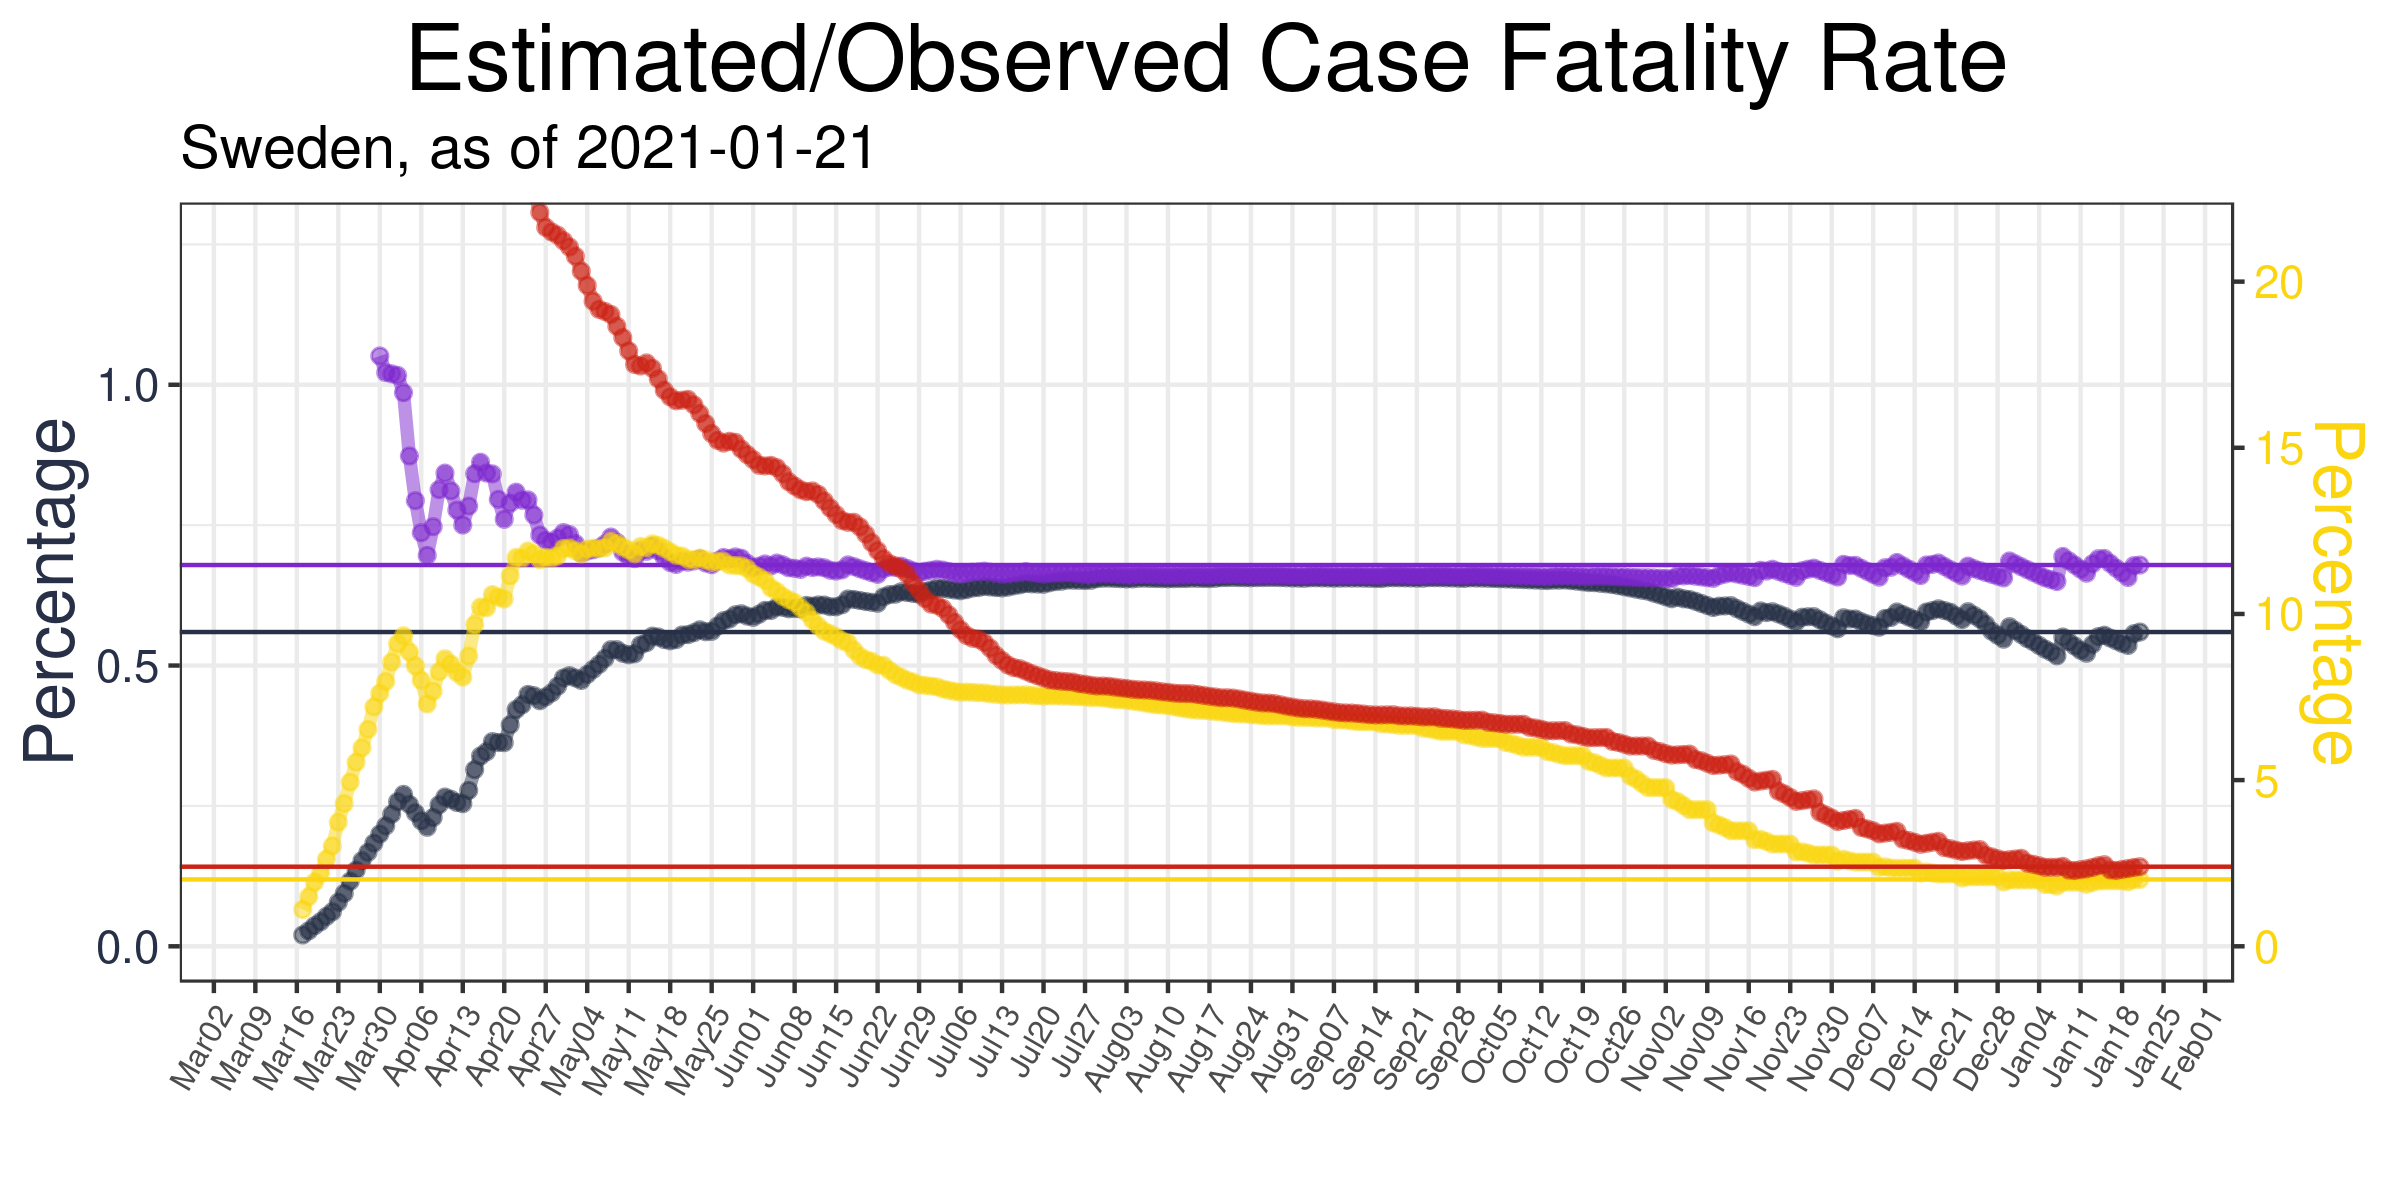 Estimated/Observed Case Fatality Rate
Sweden, as of 2021-01-21
Percentage
1.0
0.5
0.0
20
15
10
5
0
Percentage
Mar02
Mar09
Mar16
Mar23
Mar30
Apr06
Apr13
Apr20
Apr27
May04
May11
May18
May25
Jun01
Jun08
Jun15
Jun22
Jun29
Jul06
Jul13
Jul20
Jul27
Aug03
Aug10
Aug17
Aug24
Aug31
Sep07
Sep14
Sep21
Sep28
Oct05
Oct12
Oct19
Oct26
Nov02
Nov09
Nov16
Nov23
Nov30
Dec07
Dec14
Dec21
Dec28
Jan04
Jan11
Jan18
Jan25
Feb01